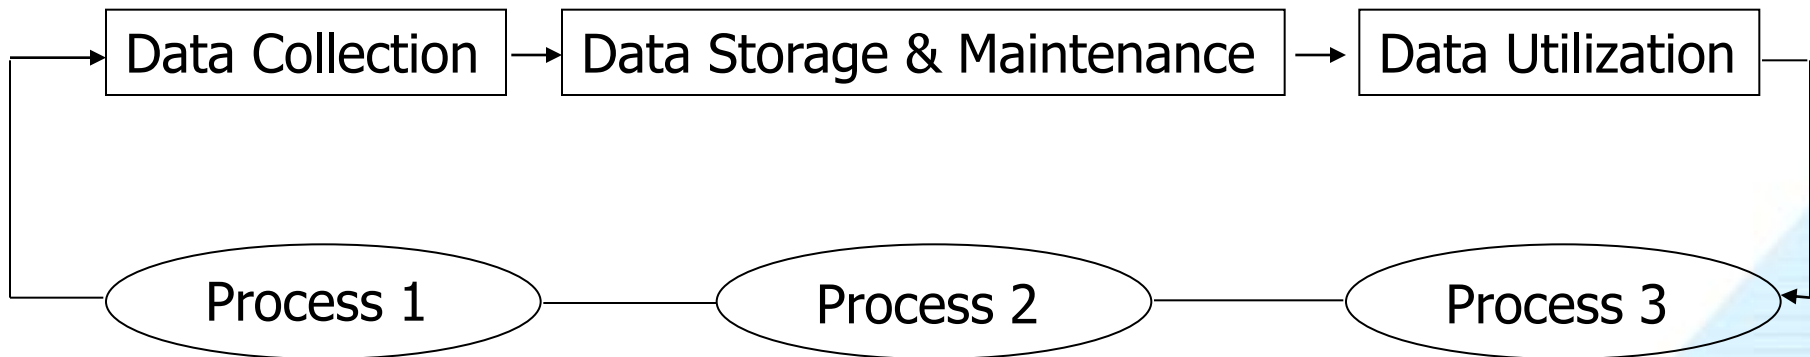 Data Collection
Data Storage & Maintenance
Data Utilization
Process 1
Process 2
Process 3